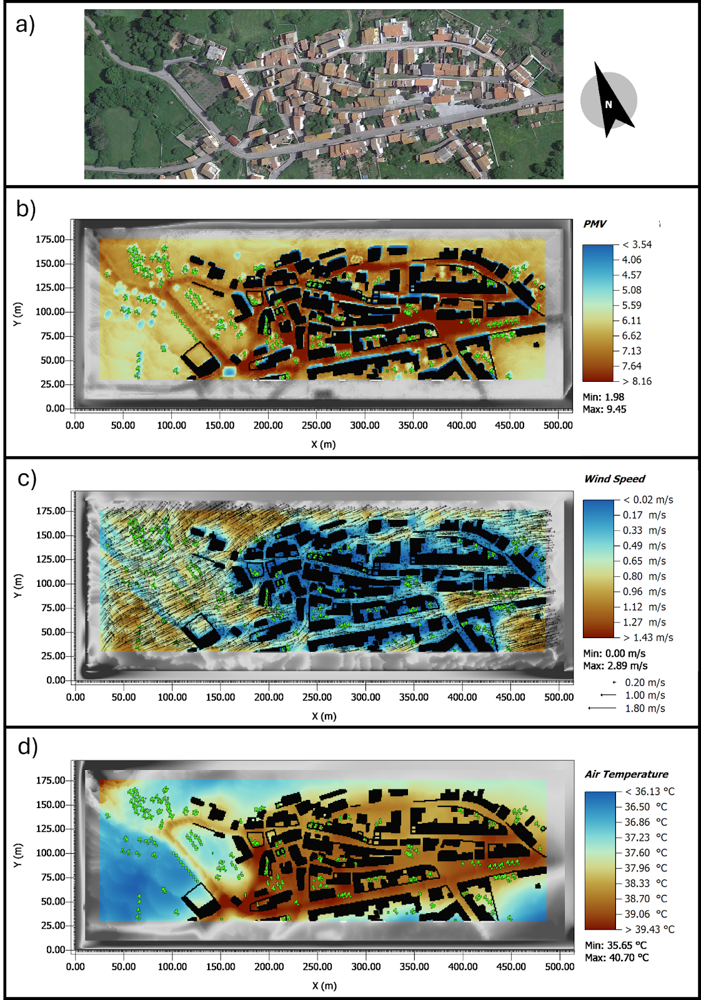 a)
N
b)
PMV
175.00
150.00
125.00
100.00
75.00
50.00
25.00
0.00
Y (m)
0.00 50.00 100.00 150.00 200.00 250.00 300.00 350.00 400.00 450.00 500.00
X (m)
< 3.54
4.06
4.57
5.08
5.59
6.11
6.62
7.13
7.64
> 8.16
Min: 1.98
Max: 9.45
c)
Wind Speed
175.00
150.00
125.00
100.00
75.00
50.00
25.00
0.00
Y (m)
0.00 50.00 100.00 150.00 200.00 250.00 300.00 350.00 400.00 450.00 500.00
X (m)
< 0.02 m/s
0.17 m/s
0.33 m/s
0.49 m/s
0.65 m/s
0.80 m/s
0.96 m/s
1.12 m/s
1.27 m/s
> 1.43 m/s
Min: 0.00 m/s
Max: 2.89 m/s
0.20 m/s
1.00 m/s
1.80 m/s
d)
Air Temperature
175.00
150.00
125.00
100.00
75.00
50.00
25.00
0.00
Y (m)
0.00 50.00 100.00 150.00 200.00 250.00 300.00 350.00 400.00 450.00 500.00
X (m)
< 36.13 °C
36.50 °C
36.86 °C
37.23 °C
37.60 °C
37.96 °C
38.33 °C
38.70 °C
39.06 °C
> 39.43 °C
Min: 35.65 °C
Max: 40.70 °C